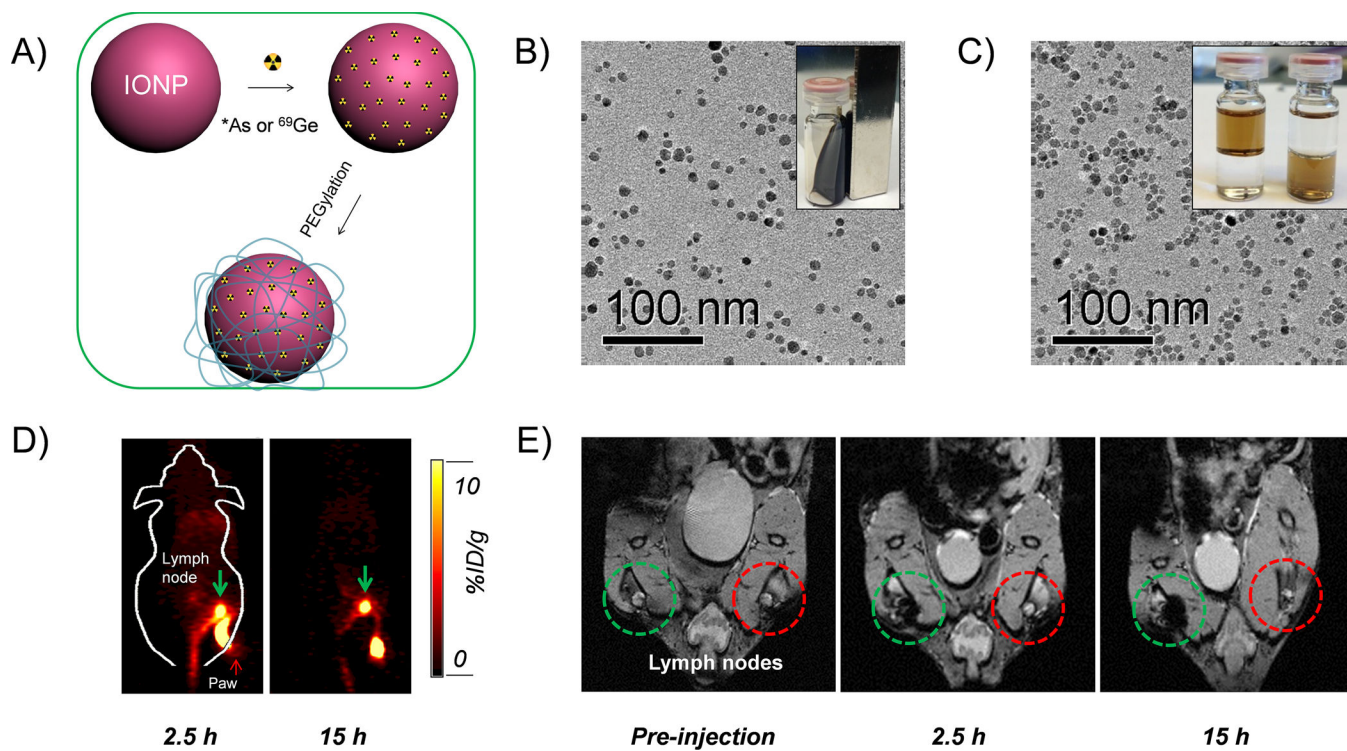 A)
IONP
*As or ⁶⁹Ge
PEGylation
B)
100 nm
C)
100 nm
D)
Lymph
node
Paw
10
%ID/g
0
2.5 h
15 h
E)
Lymph nodes
Pre-injection
2.5 h
15 h